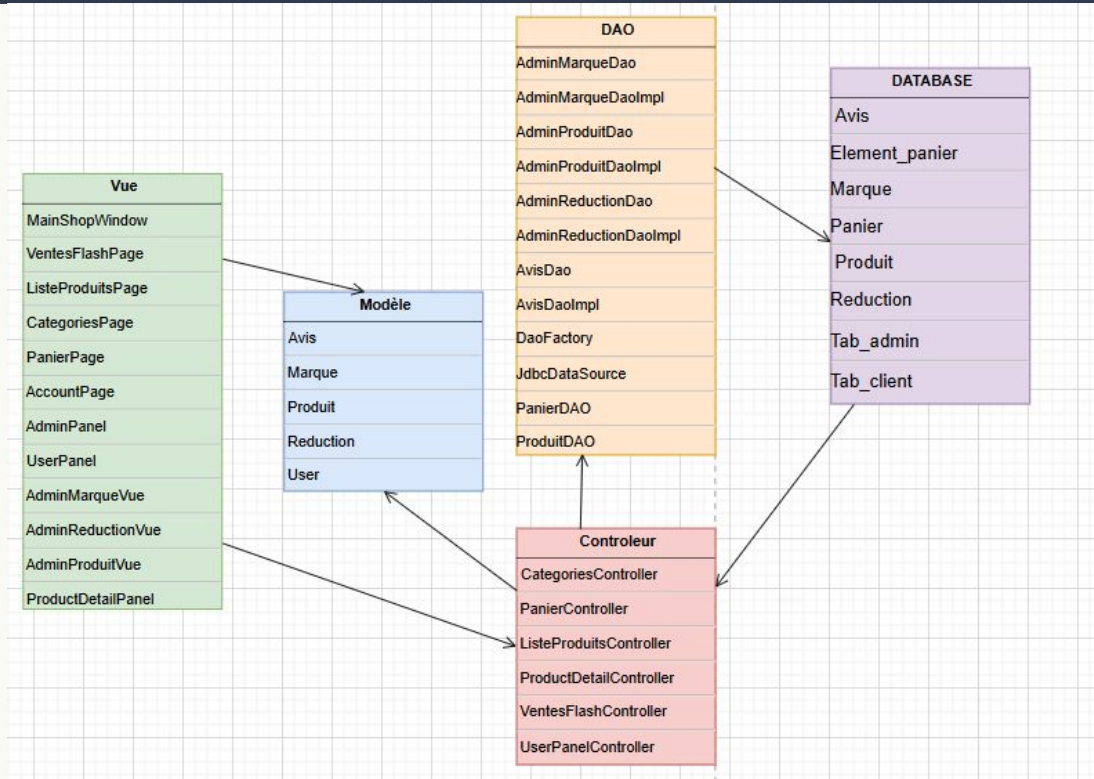 Vue
MainShopWindow
VentesFlashPage
ListeProduitsPage
CategoriesPage
PanierPage
AccountPage
AdminPanel
UserPanel
AdminMarqueVue
AdminReductionVue
AdminProduitVue
ProductDetailPanel
Modèle
Avis
Marque
Produit
Reduction
User
DAO
AdminMarqueDao
AdminMarqueDaoImpl
AdminProduitDao
AdminProduitDaoImpl
AdminReductionDao
AdminReductionDaoImpl
AvisDao
AvisDaoImpl
DaoFactory
JdbcDataSource
PanierDAO
ProduitDAO
Controleur
CategoriesController
PanierController
ListeProduitsController
ProductDetailController
VentesFlashController
UserPanelController
DATABASE
Avis
Element_panier
Marque
Panier
Produit
Reduction
Tab_admin
Tab_client